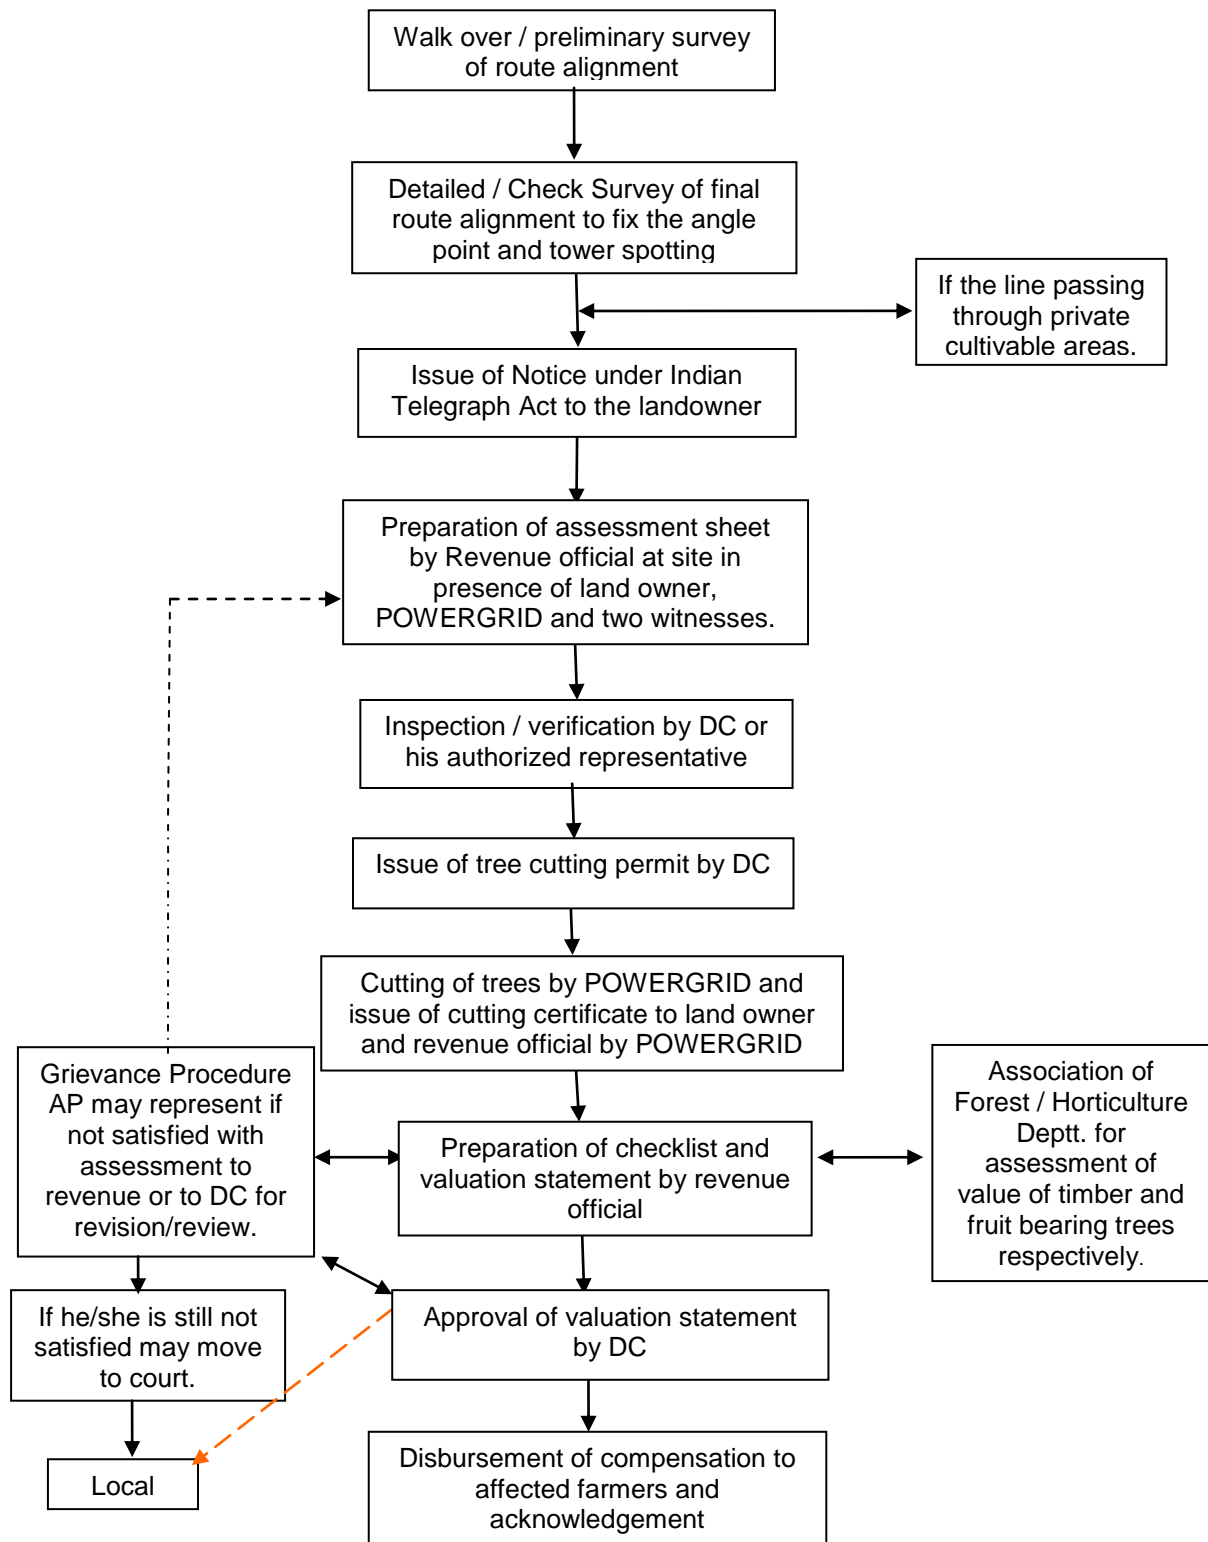 Walk over / preliminary survey
of route alignment
Detailed / Check Survey of final
route alignment to fix the angle
point and tower spotting
If the line passing
through private
cultivable areas.
Issue of Notice under Indian
Telegraph Act to the landowner
Preparation of assessment sheet
by Revenue official at site in
presence of land owner,
POWERGRID and two witnesses.
Inspection / verification by DC or
his authorized representative
Issue of tree cutting permit by DC
Cutting of trees by POWERGRID and
issue of cutting certificate to land owner
and revenue official by POWERGRID
Grievance Procedure
AP may represent if
not satisfied with
assessment to
revenue or to DC for
revision/review.
Preparation of checklist and
valuation statement by revenue
official
Association of
Forest / Horticulture
Deptt. for
assessment of
value of timber and
fruit bearing trees
respectively.
If he/she is still not
satisfied may move
to court.
Approval of valuation statement
by DC
Local
Disbursement of compensation to
affected farmers and
acknowledgement